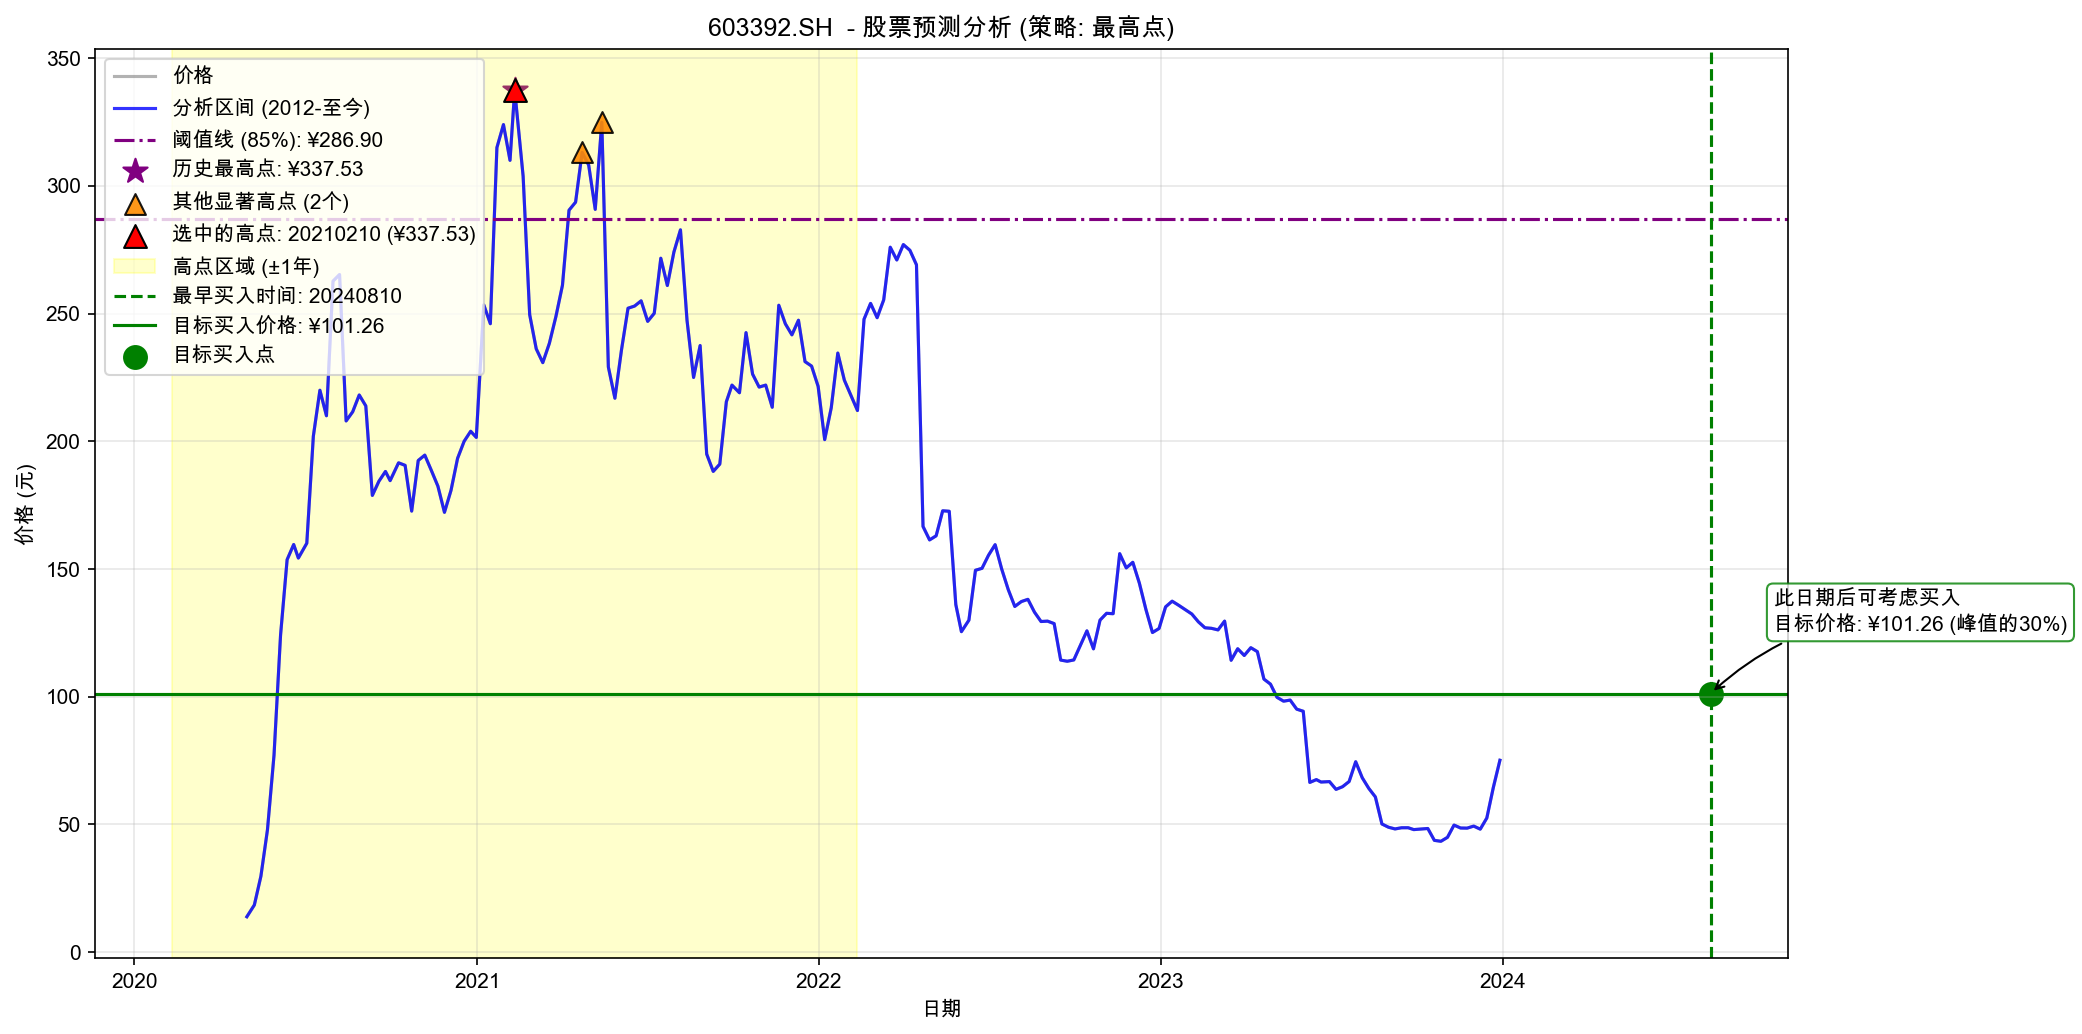 603392.SH - 股票预测分析 (策略: 最高点)
350
300
250
200
150
100
50
0
价格 (元)
价格
分析区间 (2012-至今)
阈值线 (85%): ¥286.90
历史最高点: ¥337.53
其他显著高点 (2个)
选中的高点: 20210210 (¥337.53)
高点区域 (±1年)
最早买入时间: 20240810
目标买入价格: ¥101.26
目标买入点
此日期后可考虑买入
目标价格: ¥101.26 (峰值的30%)
2020
2021
2022
2023
2024
日期